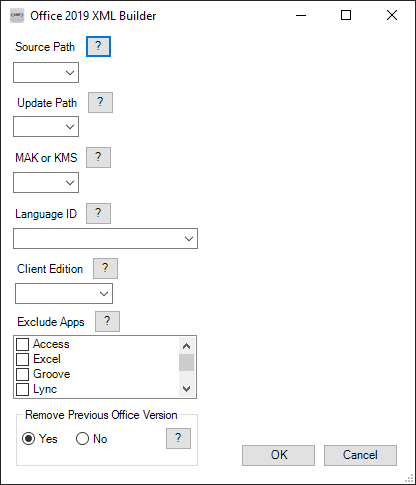 Office 2019 XML Builder
Source Path ?
Update Path ?
MAK or KMS ?
Language ID ?
Client Edition ?
Exclude Apps ?
Access
Excel
Groove
Lync
Remove Previous Office Version
Yes No ?
OK Cancel